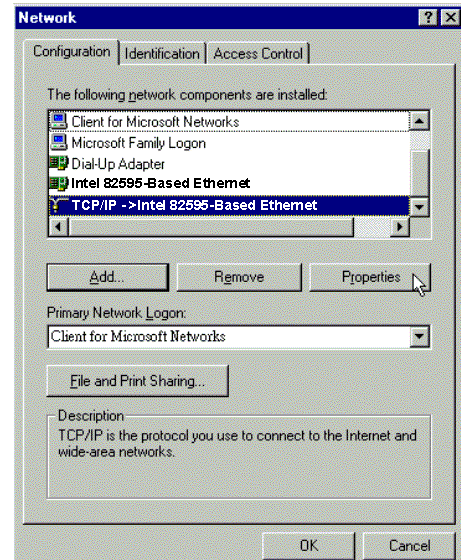 Network
Configuration Identification Access Control
The following network components are installed:
Client for Microsoft Networks
Microsoft Family Logon
Dial-Up Adapter
Intel 82595-Based Ethernet
TCP/IP ->Intel 82595-Based Ethernet
Add... Remove Properties
Primary Network Logon:
Client for Microsoft Networks
File and Print Sharing...
Description
TCP/IP is the protocol you use to connect to the Internet and
wide-area networks.
OK Cancel